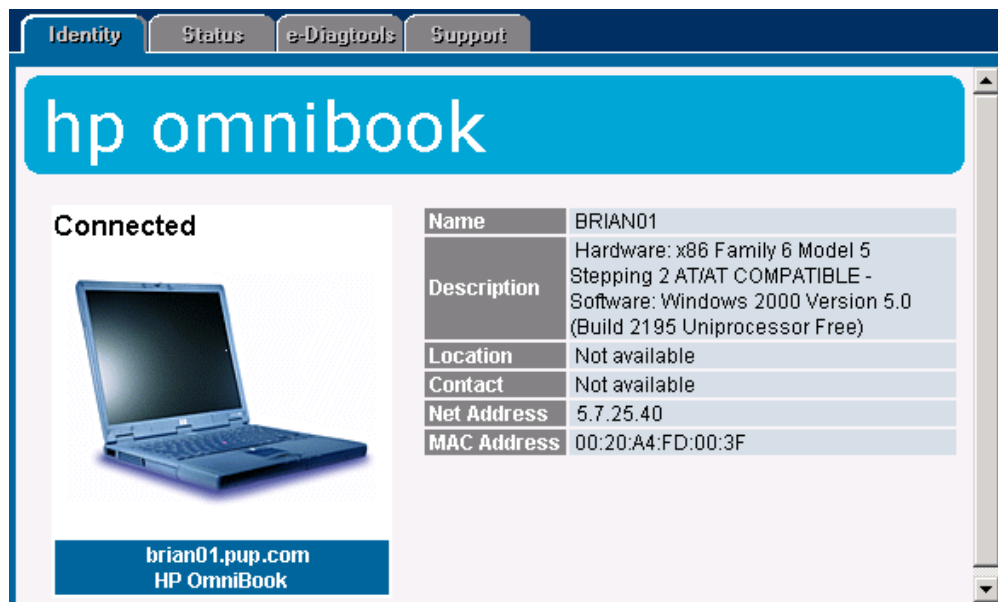 Identity Status e-Diagtools Support
hp omnibook
Connected
brian01.pup.com
HP OmniBook
Name BRIAN01
Description Hardware: x86 Family 6 Model 5
Stepping 2 AT/AT COMPATIBLE -
Software: Windows 2000 Version 5.0
(Build 2195 Uniprocessor Free)
Location Not available
Contact Not available
Net Address 5.7.25.40
MAC Address 00:20:A4:FD:00:3F